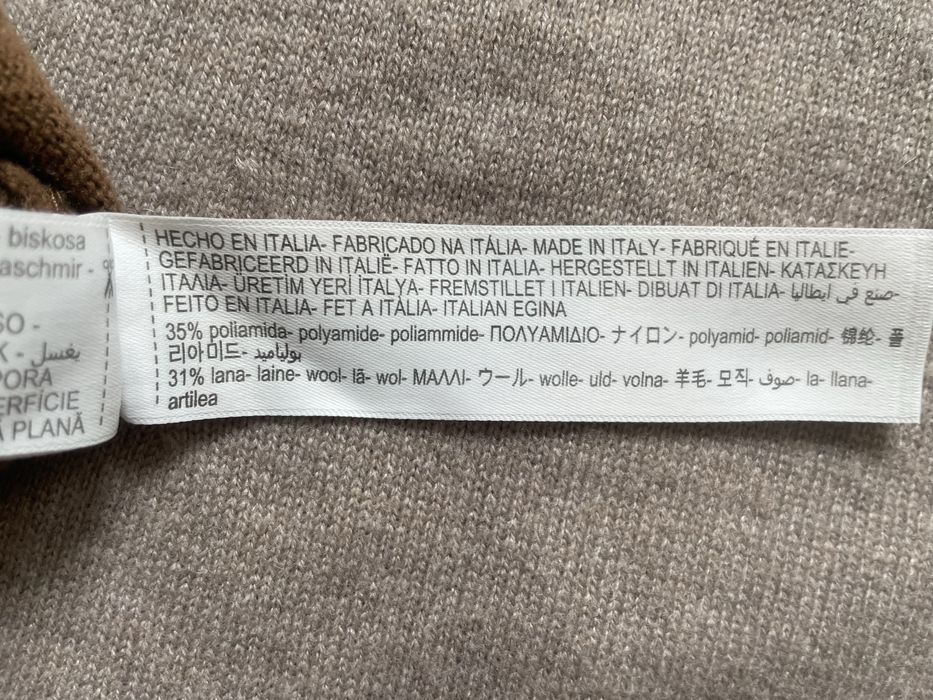 biskosa
aschmir -
SO -
K - يغسل
PORA
ERFÍCIE
Ă PLANĂ
HECHO EN ITALIA- FABRICADO NA ITÁLIA- MADE IN ITALY- FABRIQUÉ EN ITALIE-
GEFABRICEERD IN ITALIË- FATTO IN ITALIA- HERGESTELLT IN ITALIEN- ΚΑΤΑΣΚΕΥΗ
ΙΤΑΛΙΑ- ÜRETİM YERİ İTALYA- FREMSTILLET I ITALIEN- DIBUAT DI ITALIA- صنع في ايطاليا-
FEITO EN ITALIA- FET A ITÀLIA- ITALIAN EGINA
35% poliamida- polyamide- poliammide- ΠΟΛΥΑΜΙΔΙΟ- ナイロン- polyamid- poliamid- 锦纶- 폴
리아미드- بولياميد
31% lana- laine- wool- lã- wol- ΜΑΛΛΙ- ウール- wolle- uld- volna- 羊毛- 모직- صوف- la- llana-
artilea